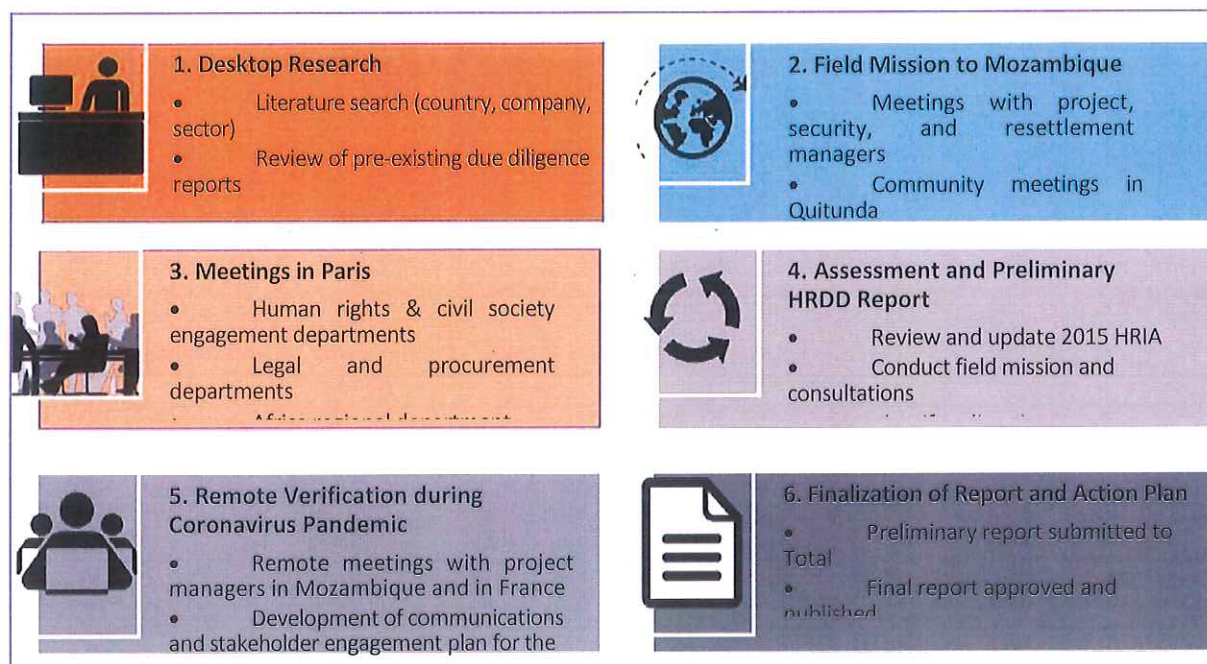 1. Desktop Research
• Literature search (country, company,
sector)
• Review of pre-existing due diligence
reports
2. Field Mission to Mozambique
• Meetings with project,
security, and resettlement
managers
• Community meetings in
Quitunda
3. Meetings in Paris
• Human rights & civil society
engagement departments
• Legal and procurement
departments
• Africa regional department
4. Assessment and Preliminary
HRDD Report
• Review and update 2015 HRIA
• Conduct field mission and
consultations
5. Remote Verification during
Coronavirus Pandemic
• Remote meetings with project
managers in Mozambique and in France
• Development of communications
and stakeholder engagement plan for the
6. Finalization of Report and Action Plan
• Preliminary report submitted to
Total
• Final report approved and
published